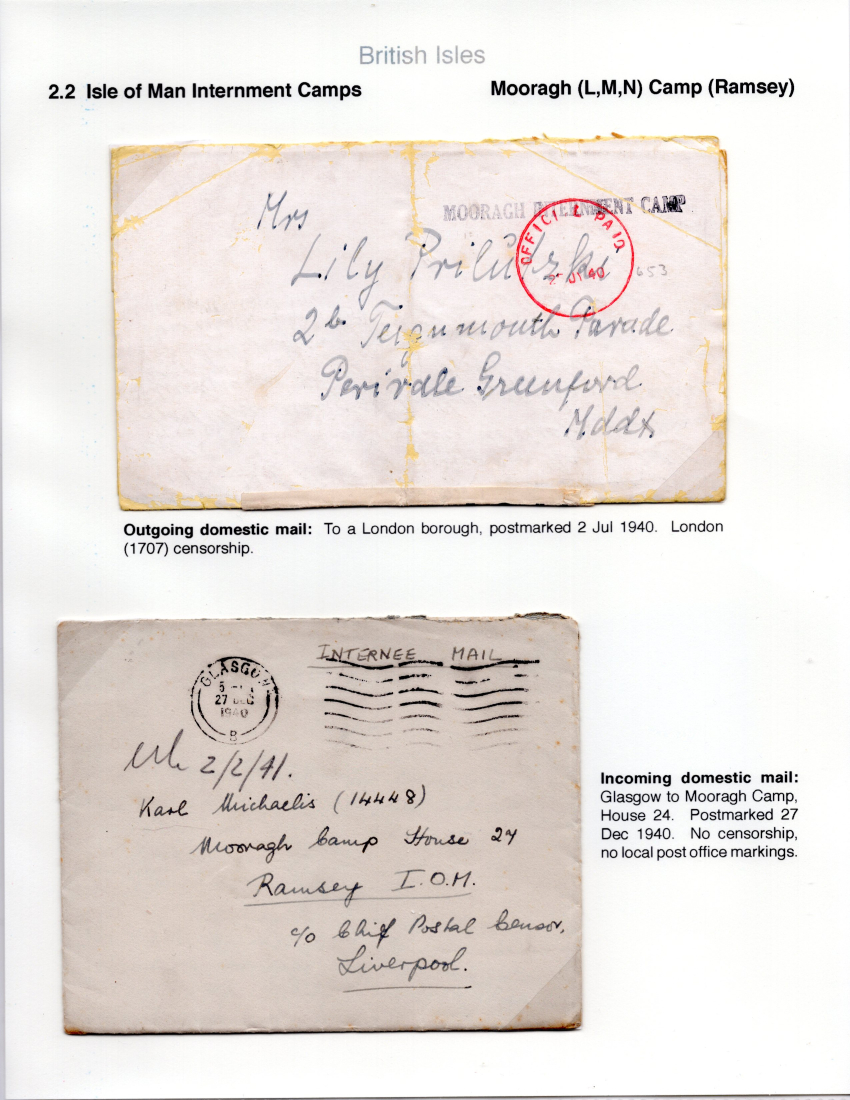 British Isles
2.2 Isle of Man Internment Camps
Mooragh (L,M,N) Camp (Ramsey)
MOORAGH INTERNMENT CAMP
OFFICIAL PAID
JY 40
653
Mrs
Lily Prilutzki
2b Teignmouth Parade
Perivale Greenford
Mddx
Outgoing domestic mail: To a London borough, postmarked 2 Jul 1940. London
(1707) censorship.
INTERNEE MAIL
GLASGOW
27 DEC
1940
B
2/2/41.
Karl Michaelis (14448)
Mooragh Camp House 24
Ramsey I.O.M.
c/o Chief Postal Censor,
Liverpool.
Incoming domestic mail:
Glasgow to Mooragh Camp,
House 24. Postmarked 27
Dec 1940. No censorship,
no local post office markings.